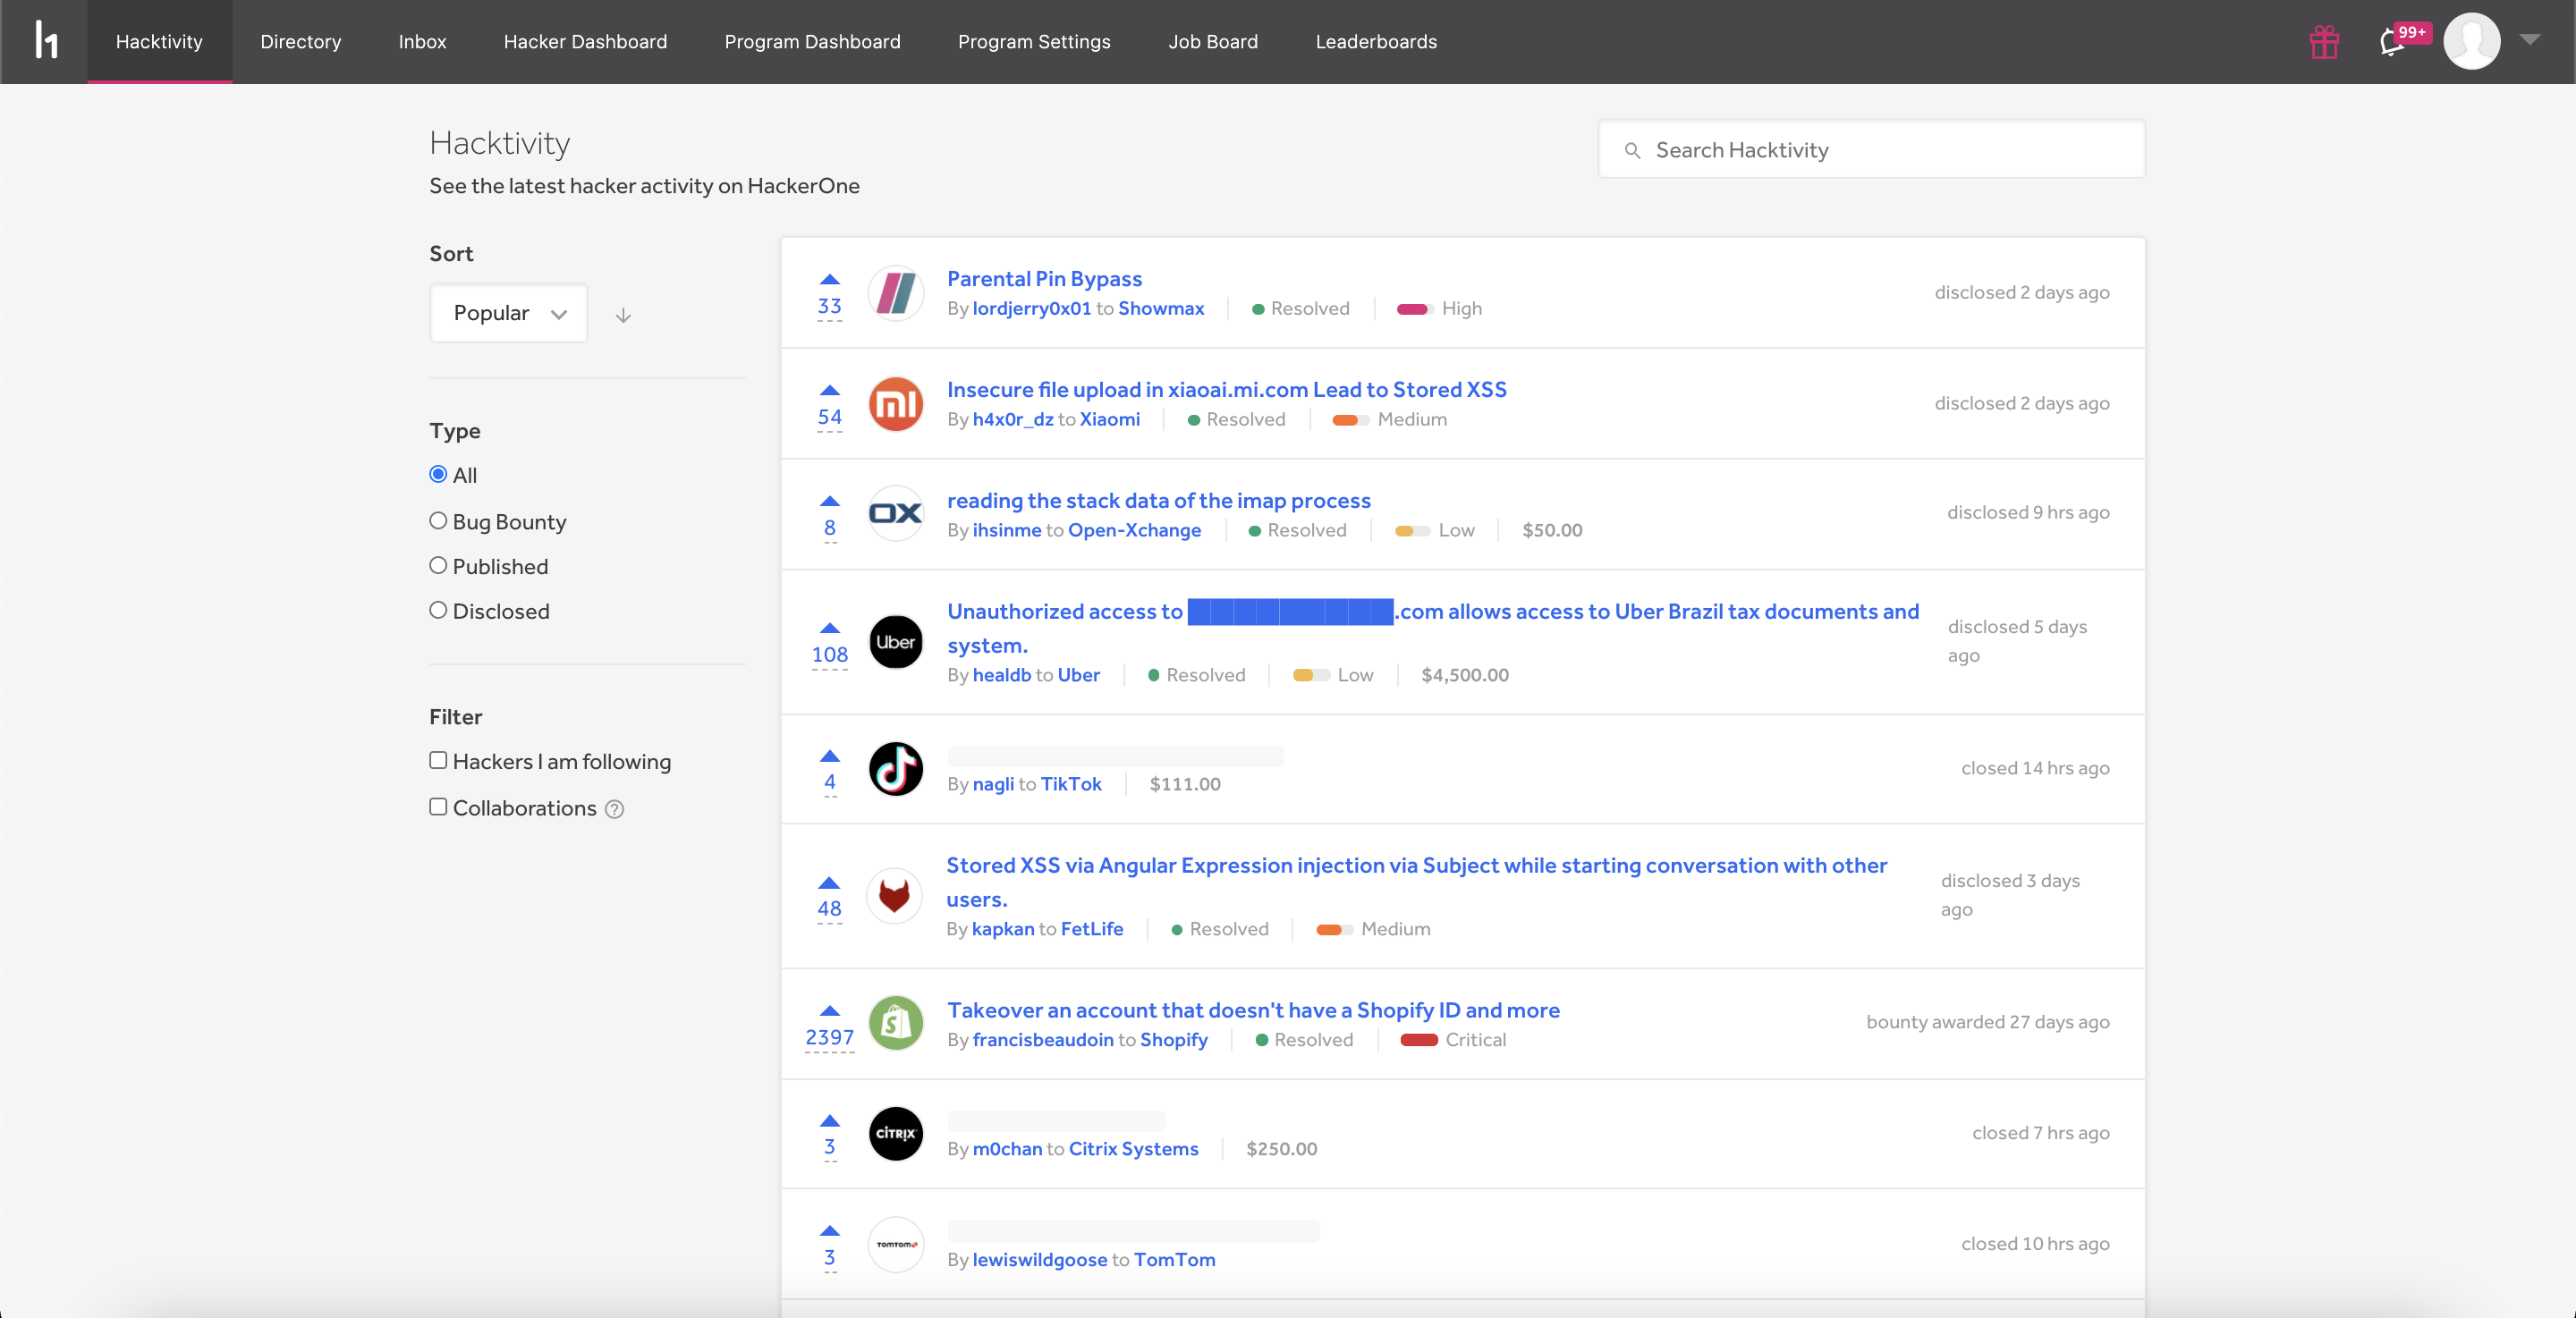 h1
Hacktivity
Directory
Inbox
Hacker Dashboard
Program Dashboard
Program Settings
Job Board
Leaderboards
99+
Hacktivity
See the latest hacker activity on HackerOne
Search Hacktivity
Sort
Popular
Type
All
Bug Bounty
Published
Disclosed
Filter
Hackers I am following
Collaborations ?
33
Parental Pin Bypass
By lordjerry0x01 to Showmax Resolved High
disclosed 2 days ago
54
mi
Insecure file upload in xiaoai.mi.com Lead to Stored XSS
By h4x0r_dz to Xiaomi Resolved Medium
disclosed 2 days ago
8
OX
reading the stack data of the imap process
By ihsinme to Open-Xchange Resolved Low $50.00
disclosed 9 hrs ago
108
Uber
Unauthorized access to █████████.com allows access to Uber Brazil tax documents and
system.
By healdb to Uber Resolved Low $4,500.00
disclosed 5 days
ago
4
By nagli to TikTok $111.00
closed 14 hrs ago
48
Stored XSS via Angular Expression injection via Subject while starting conversation with other
users.
By kapkan to FetLife Resolved Medium
disclosed 3 days
ago
2397
S
Takeover an account that doesn't have a Shopify ID and more
By francisbeaudoin to Shopify Resolved Critical
bounty awarded 27 days ago
3
CITRIX
By m0chan to Citrix Systems $250.00
closed 7 hrs ago
3
TOMTOM
By lewiswildgoose to TomTom
closed 10 hrs ago